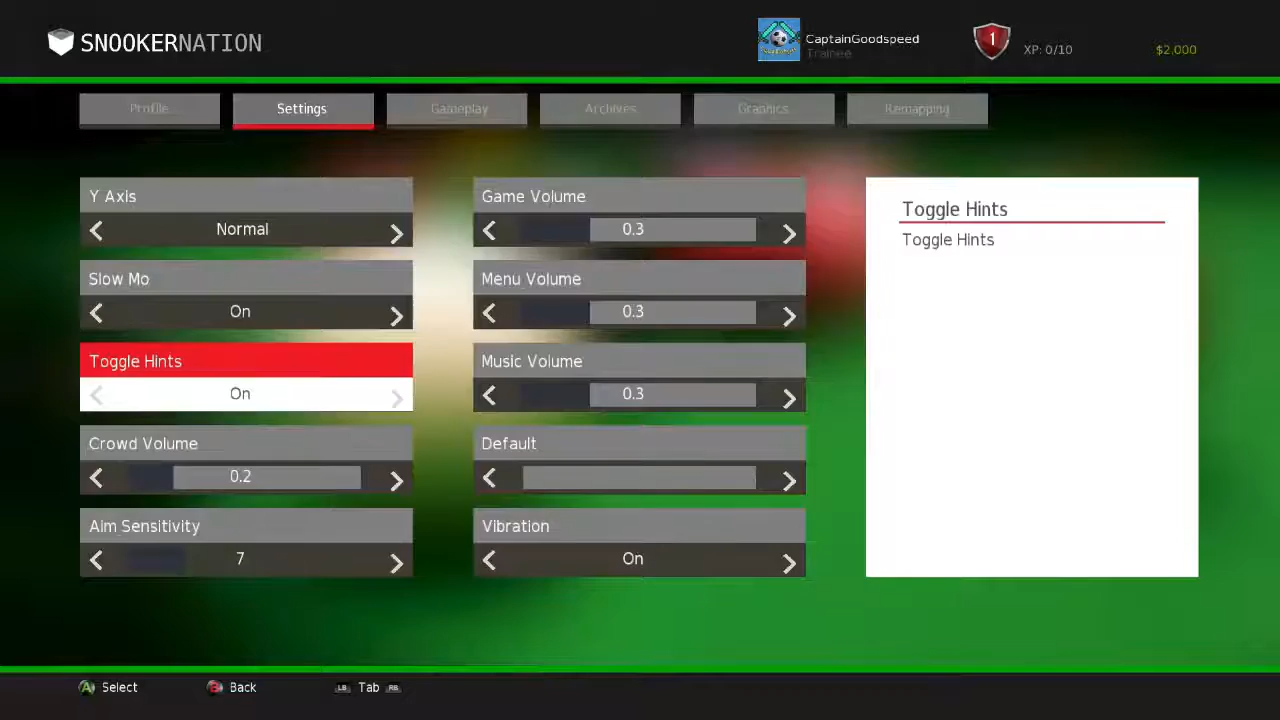 SNOOKERNATION
CaptainGoodspeed
Trainee
1
XP: 0/10
$2,000
Profile
Settings
Gameplay
Archives
Graphics
Remapping
Y Axis
Normal
Slow Mo
On
Toggle Hints
On
Crowd Volume
0.2
Aim Sensitivity
7
Game Volume
0.3
Menu Volume
0.3
Music Volume
0.3
Default
Vibration
On
Toggle Hints
Toggle Hints
A Select
B Back
LB Tab RB